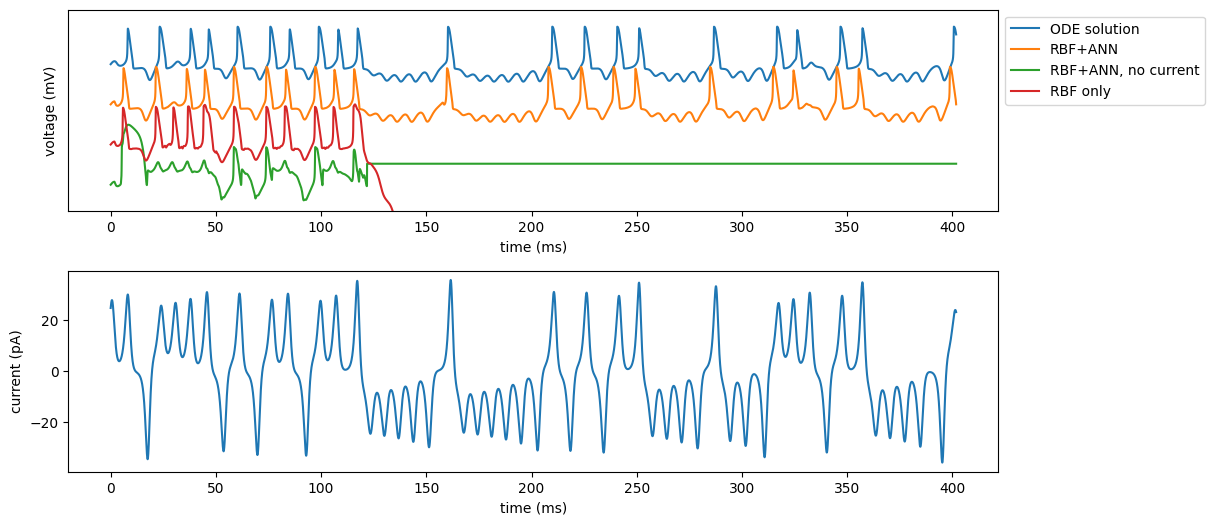 voltage (mV)
0 50 100 150 200 250 300 350 400
time (ms)
ODE solution
RBF+ANN
RBF+ANN, no current
RBF only
current (pA)
20
0
−20
0 50 100 150 200 250 300 350 400
time (ms)